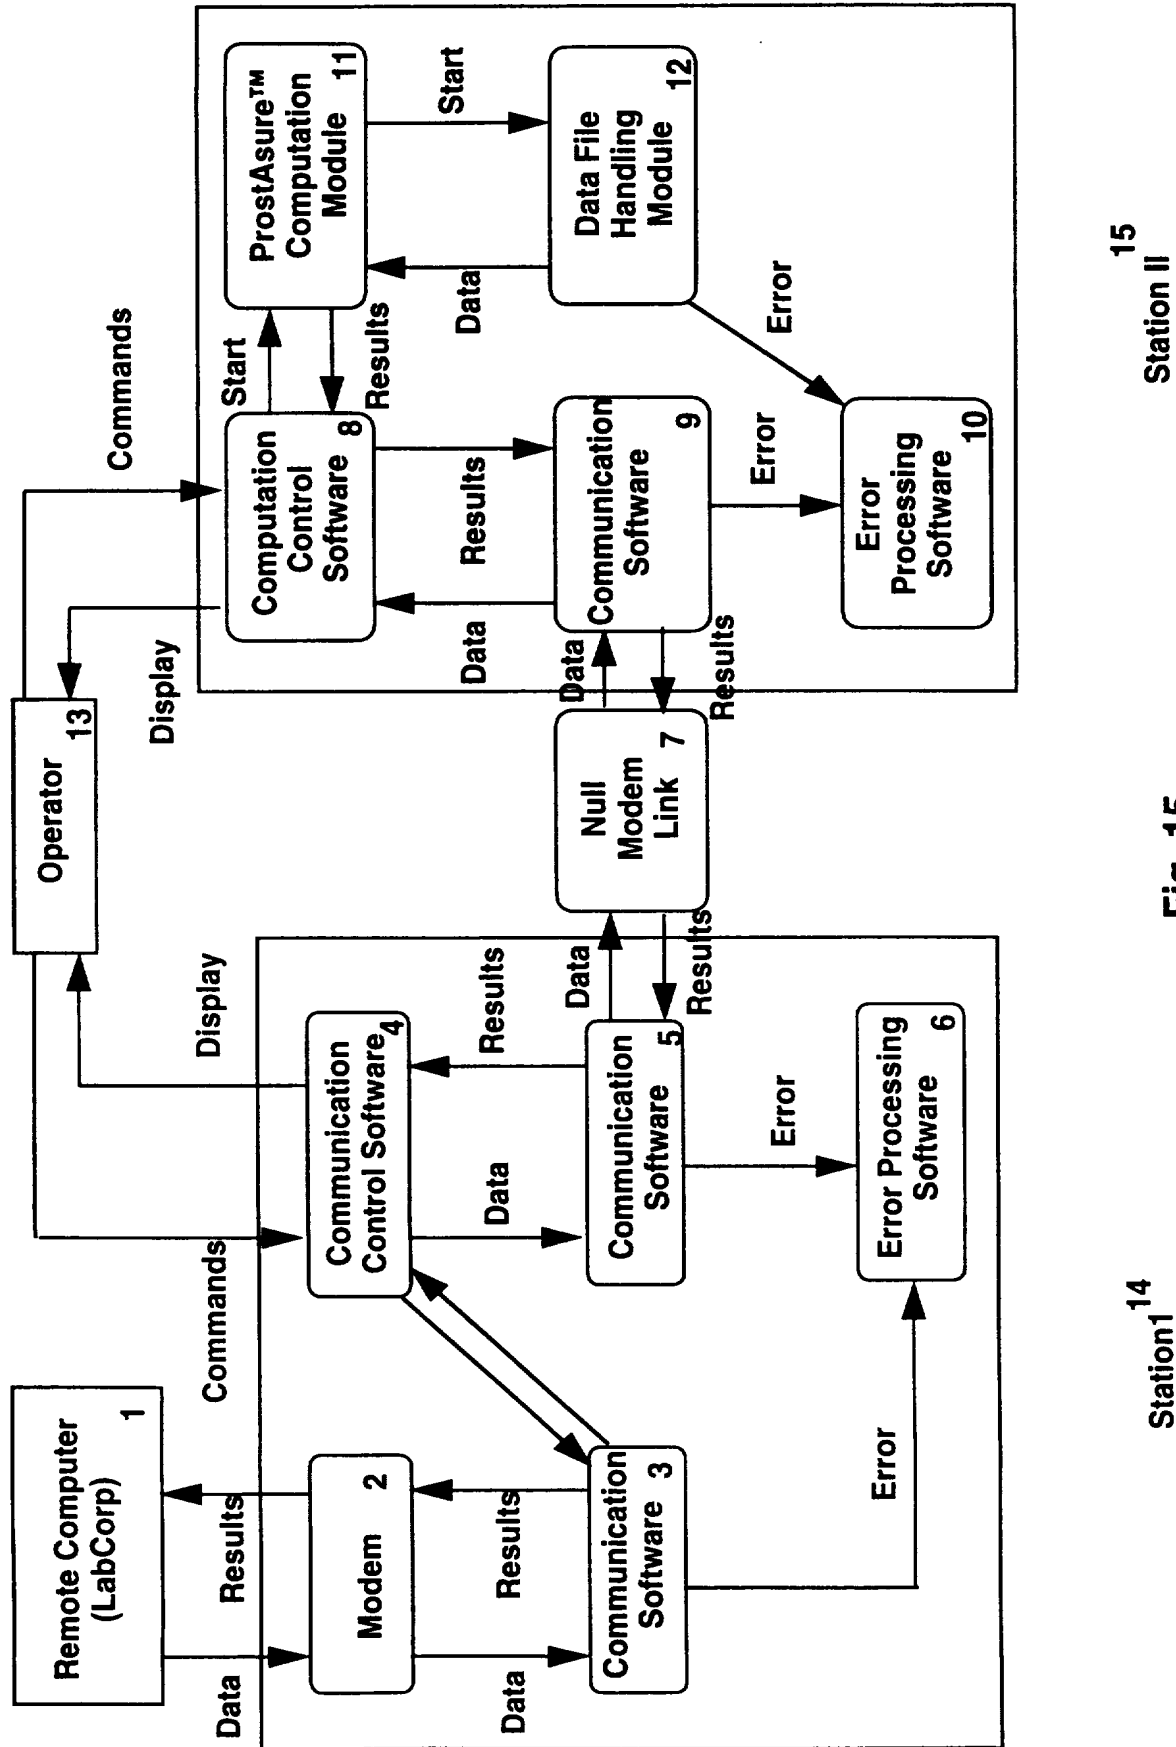 Remote Computer
(LabCorp)
1
Data
Results
Modem
2
Data
Results
Communication
Software
3
Error
Commands
Display
Communication
Control Software
4
Data
Results
Communication
Software
5
Error
Error Processing
Software
6
Data
Results
Null
Modem
Link
7
Data
Results
Operator
13
Display
Commands
Computation
Control
Software
8
Start
Results
Data
Results
Communication
Software
9
Error
Error
Processing
Software
10
ProstAsure™
Computation
Module
11
Data
Start
Data File
Handling
Module
12
Error
Station1
14
Station II
15